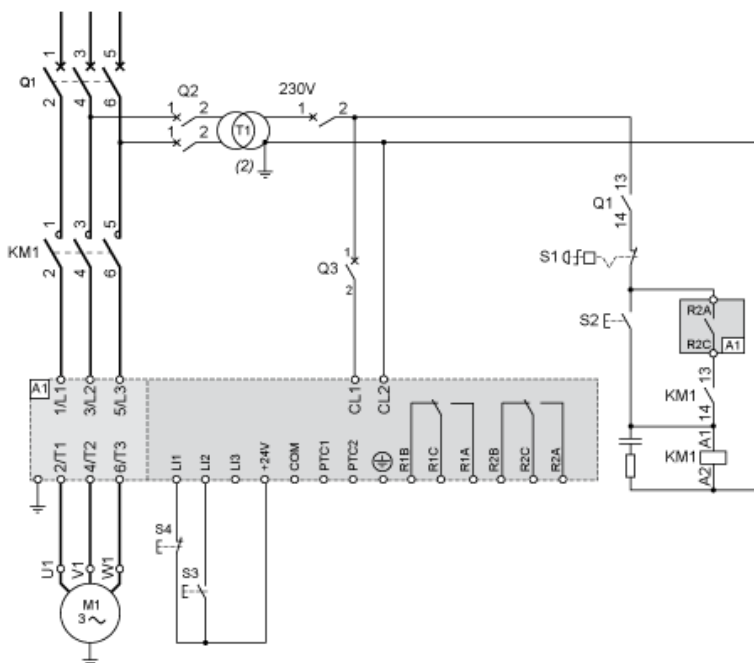 1 3 5
Q1
2 4 6
Q2 230V
1 2 T1 1 2
1 2
(2)
13
Q1
14
1 3 5
KM1
2 4 6
1
Q3
2
S1
S2
R2A
R2C A1
13
KM1
14
A1
KM1
A2
A1 1/L1 3/L2 5/L3 CL1 CL2
2/T1 4/T2 6/T3 LI1 LI2 LI3 +24V COM PTC1 PTC2 R1B R1C R1A R2B R2C R2A
S4
S3
U1 V1 W1
M1
3 ~